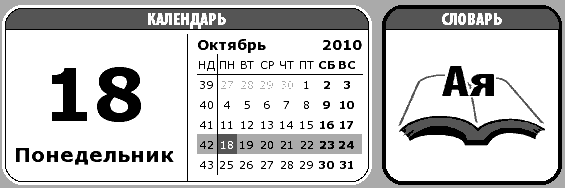 КАЛЕНДАРЬ
18
Понедельник
Октябрь 2010
НД ПН ВТ СР ЧТ ПТ СБ ВС
39 27 28 29 30 1 2 3
40 4 5 6 7 8 9 10
41 11 12 13 14 15 16 17
42 18 19 20 21 22 23 24
43 25 26 27 28 29 30 31
СЛОВАРЬ
Ая